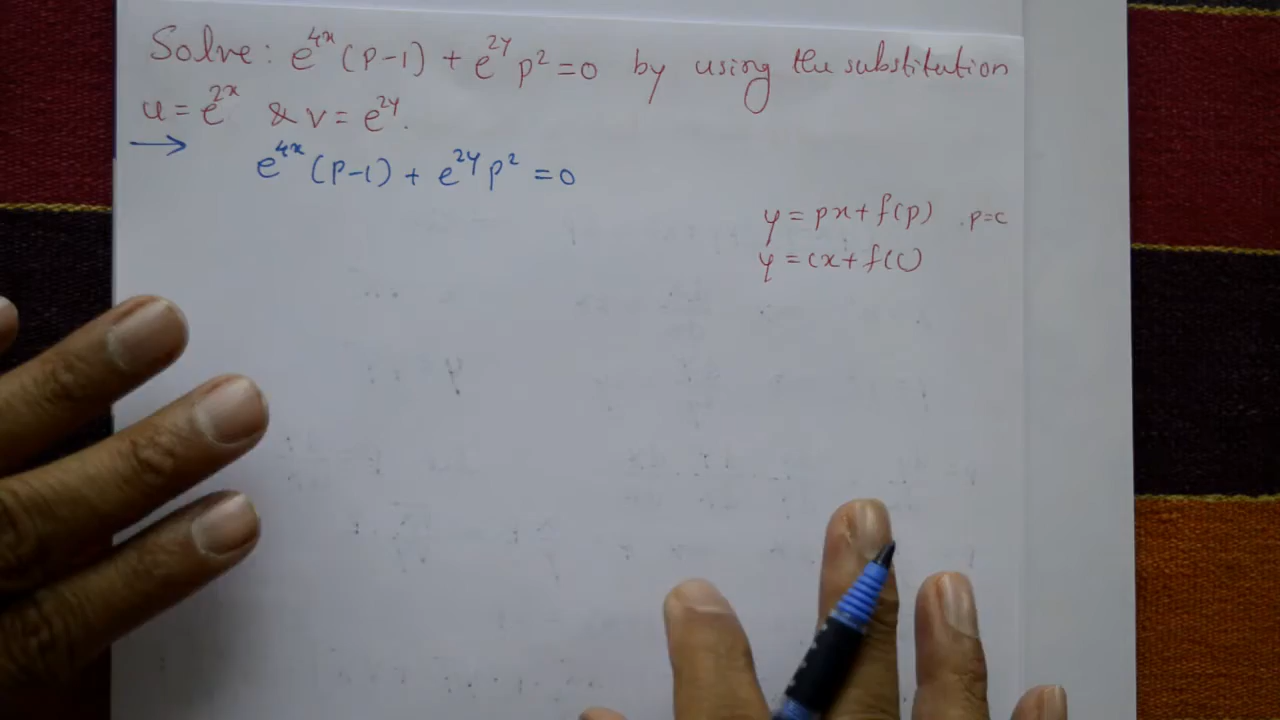 Solve: e^{4x} (p-1) + e^{2y} p^2 = 0 by using the substitution
u = e^{2x} & v = e^{2y}.
→ e^{4x} (p-1) + e^{2y} p^2 = 0
y = px + f(p) . p=c
y = cx + f(c)